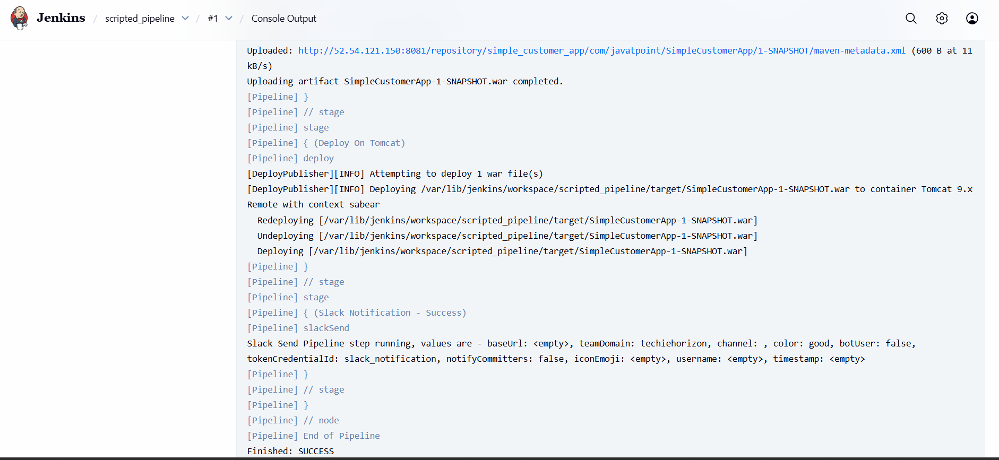 Jenkins / scripted_pipeline / #1 / Console Output
Uploaded: http://52.54.121.150:8081/repository/simple_customer_app/com/javatpoint/SimpleCustomerApp/1-SNAPSHOT/maven-metadata.xml (600 B at 11
kB/s)
Uploading artifact SimpleCustomerApp-1-SNAPSHOT.war completed.
[Pipeline] }
[Pipeline] // stage
[Pipeline] stage
[Pipeline] { (Deploy On Tomcat)
[Pipeline] deploy
[DeployPublisher][INFO] Attempting to deploy 1 war file(s)
[DeployPublisher][INFO] Deploying /var/lib/jenkins/workspace/scripted_pipeline/target/SimpleCustomerApp-1-SNAPSHOT.war to container Tomcat 9.x
Remote with context sabear
  Redeploying [/var/lib/jenkins/workspace/scripted_pipeline/target/SimpleCustomerApp-1-SNAPSHOT.war]
  Undeploying [/var/lib/jenkins/workspace/scripted_pipeline/target/SimpleCustomerApp-1-SNAPSHOT.war]
  Deploying [/var/lib/jenkins/workspace/scripted_pipeline/target/SimpleCustomerApp-1-SNAPSHOT.war]
[Pipeline] }
[Pipeline] // stage
[Pipeline] stage
[Pipeline] { (Slack Notification - Success)
[Pipeline] slackSend
Slack Send Pipeline step running, values are - baseUrl: <empty>, teamDomain: techiehorizon, channel: , color: good, botUser: false,
tokenCredentialId: slack_notification, notifyCommitters: false, iconEmoji: <empty>, username: <empty>, timestamp: <empty>
[Pipeline] }
[Pipeline] // stage
[Pipeline] }
[Pipeline] // node
[Pipeline] End of Pipeline
Finished: SUCCESS